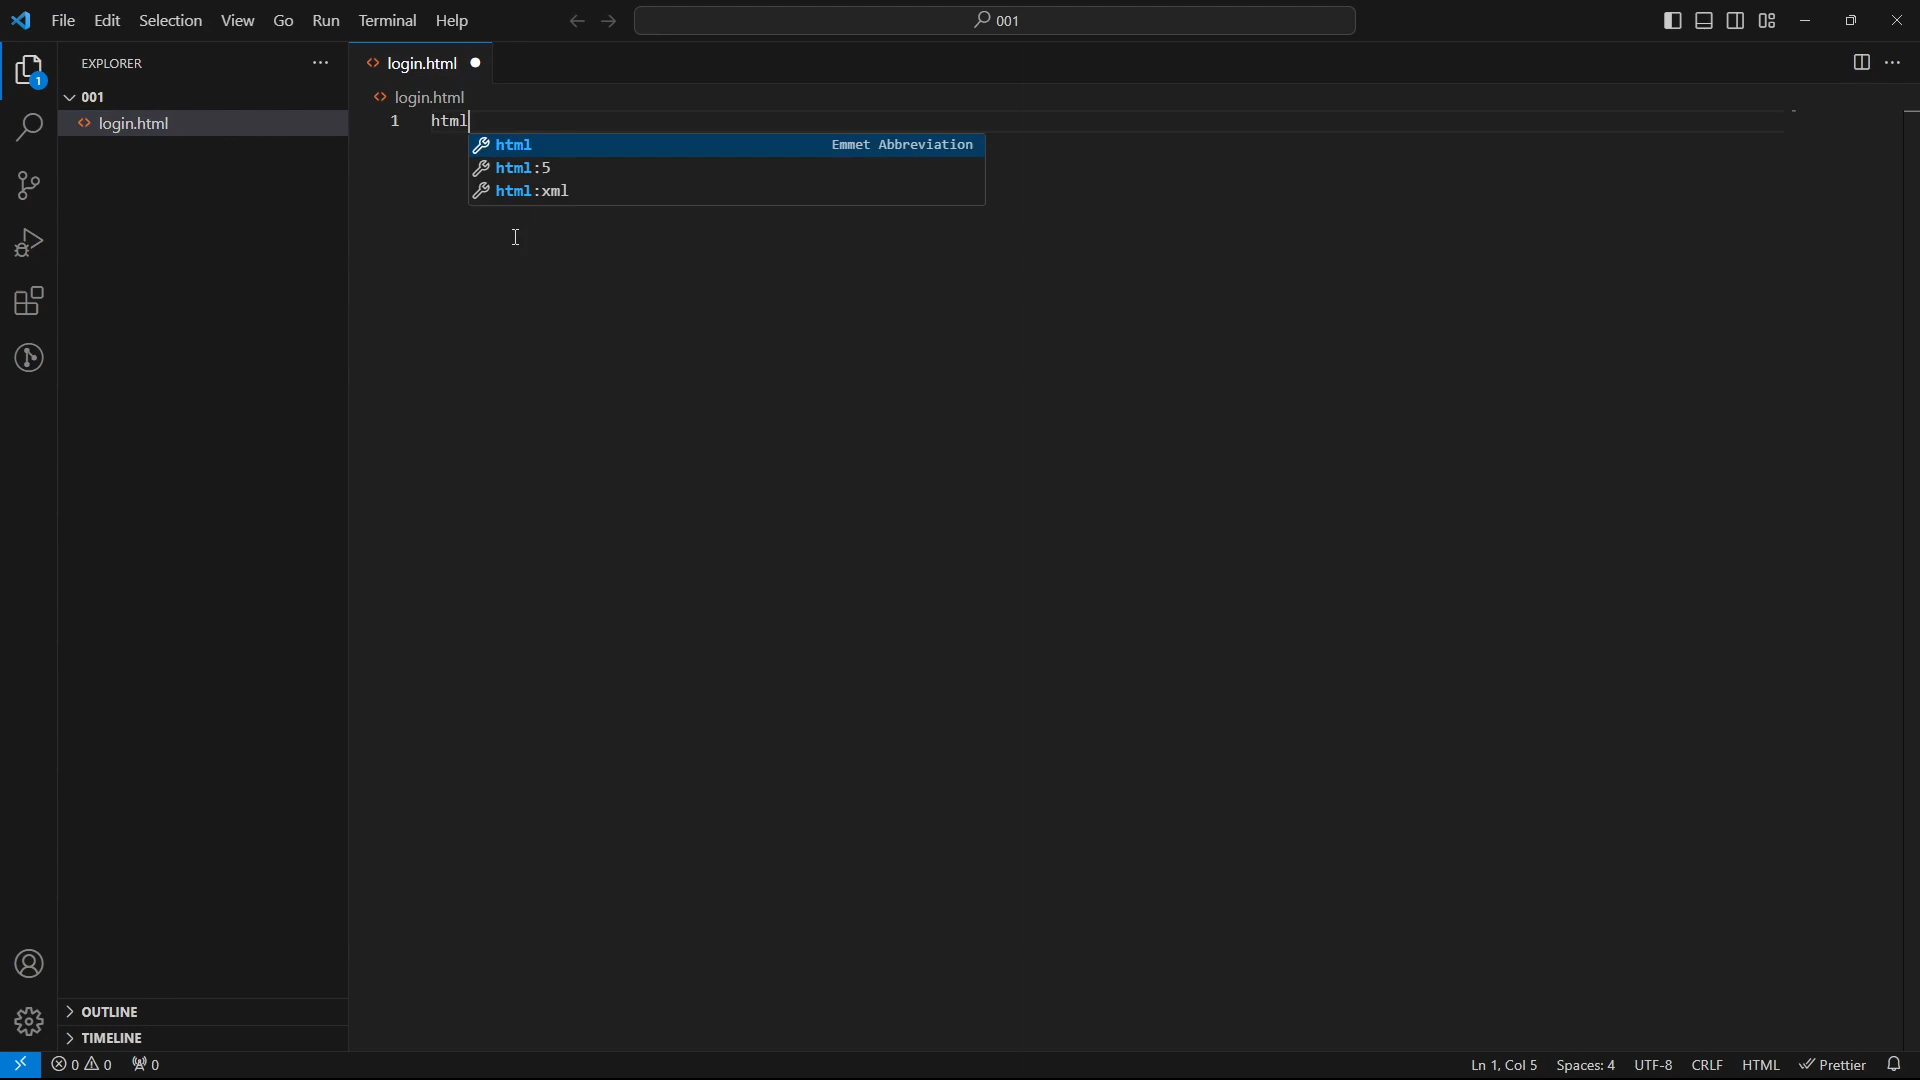 File Edit Selection View Go Run Terminal Help
001
EXPLORER
login.html
001
login.html
login.html
1 html
html Emmet Abbreviation
html:5
html:xml
1
OUTLINE
TIMELINE
0 0 0
Ln 1, Col 5 Spaces: 4 UTF-8 CRLF HTML Prettier